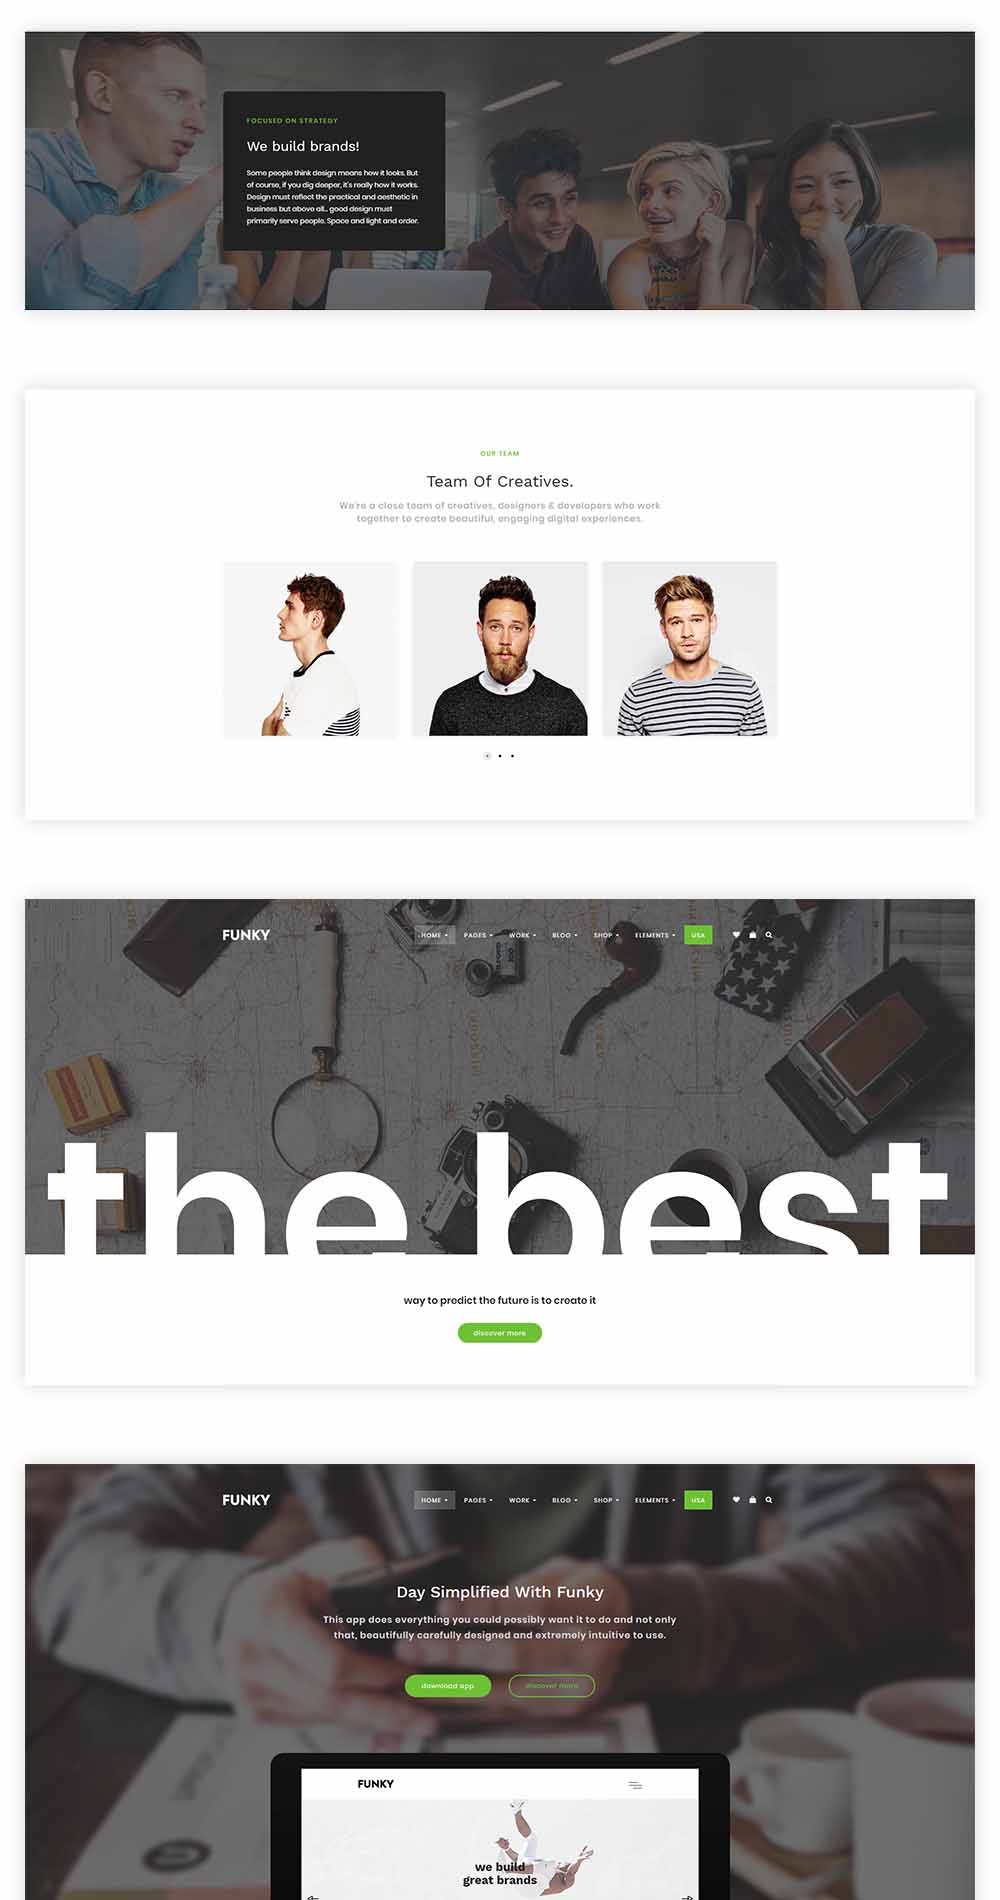 FOCUSED ON STRATEGY
We build brands!
Some people think design means how it looks. But
of course, if you dig deeper, it's really how it works.
Design must reflect the practical and aesthetic in
business but above all... good design must
primarily serve people. Space and light and order.
OUR TEAM
Team Of Creatives.
We're a close team of creatives, designers & developers who work
together to create beautiful, engaging digital experiences.
FUNKY HOME PAGES WORK BLOG SHOP ELEMENTS USA
MISSOURI
the best
way to predict the future is to create it
discover more
FUNKY HOME PAGES WORK BLOG SHOP ELEMENTS USA
Day Simplified With Funky
This app does everything you could possibly want it to do and not only
that, beautifully carefully designed and extremely intuitive to use.
download app discover more
FUNKY
we build
great brands